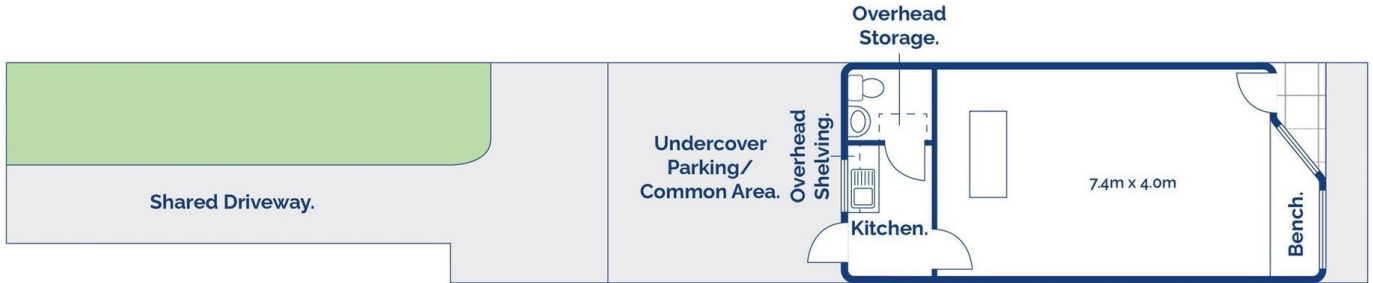 Overhead
Storage.
Undercover
Parking/
Common Area.
Overhead
Shelving.
Shared Driveway.
7.4m x 4.0m
Kitchen.
Bench.